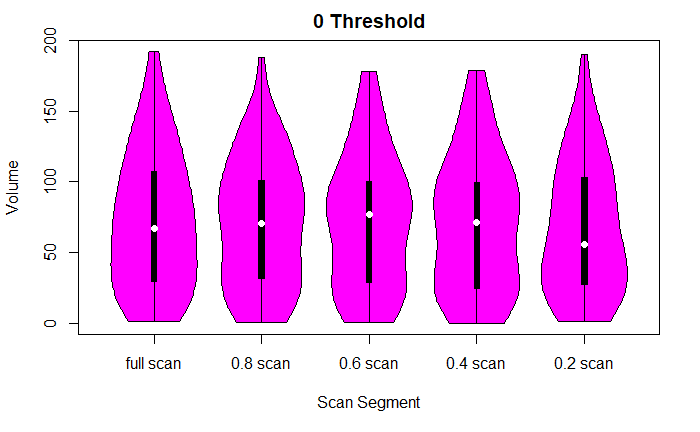 0 Threshold
Volume
200
150
100
50
0
full scan
0.8 scan
0.6 scan
0.4 scan
0.2 scan
Scan Segment